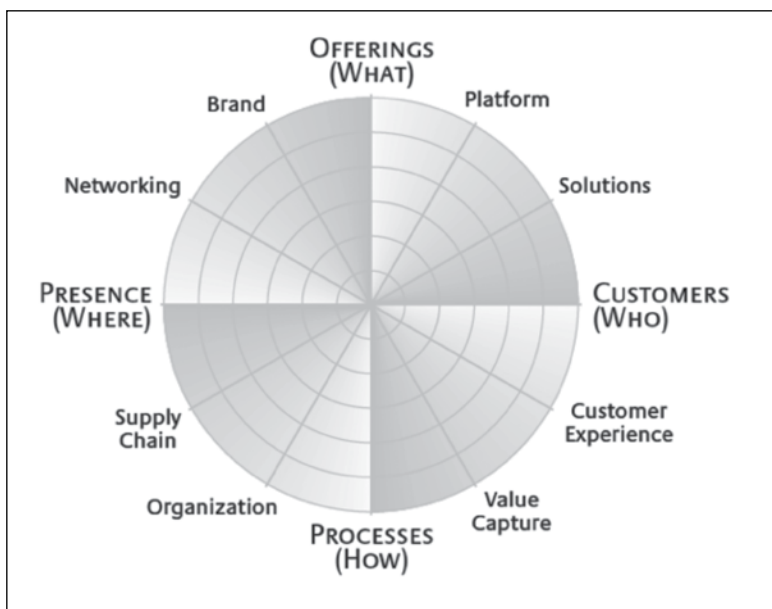 OFFERINGS
(WHAT)
Brand
Platform
Networking
Solutions
PRESENCE
(WHERE)
CUSTOMERS
(WHO)
Supply
Chain
Customer
Experience
Organization
Value
Capture
PROCESSES
(HOW)